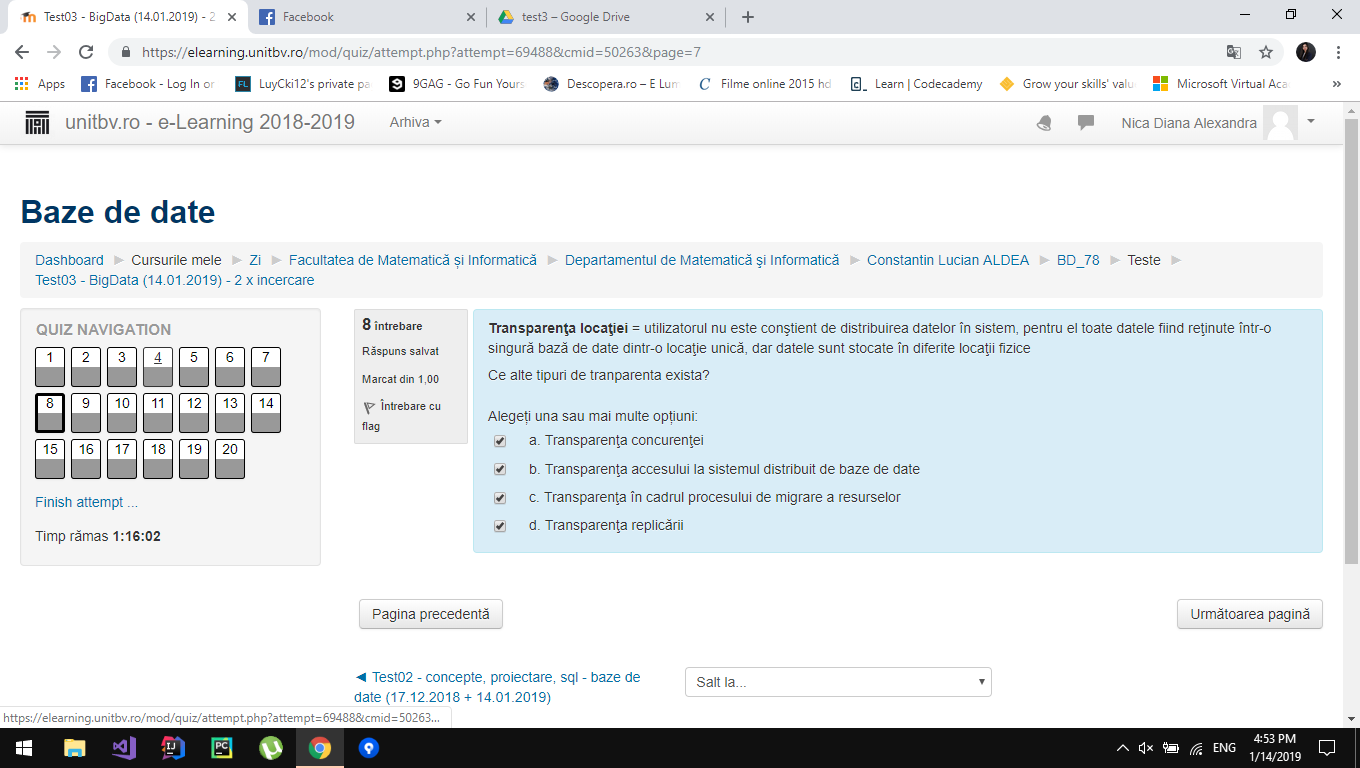 Test03 - BigData (14.01.2019) - 2
Facebook
test3 – Google Drive
https://elearning.unitbv.ro/mod/quiz/attempt.php?attempt=69488&cmid=50263&page=7
Apps
Facebook - Log In or
FL LuyCki12's private pa
9GAG - Go Fun Yours
Descopera.ro – E Lum
Filme online 2015 hd
Learn | Codecademy
Grow your skills' valu
Microsoft Virtual Aca
»
unitbv.ro - e-Learning 2018-2019
Arhiva
Nica Diana Alexandra
Baze de date
Dashboard ► Cursurile mele ► Zi ► Facultatea de Matematică și Informatică ► Departamentul de Matematică şi Informatică ► Constantin Lucian ALDEA ► BD_78 ► Teste ►
Test03 - BigData (14.01.2019) - 2 x incercare
QUIZ NAVIGATION
1 2 3 4 5 6 7
8 9 10 11 12 13 14
15 16 17 18 19 20
Finish attempt ...
Timp rămas 1:16:02
8 întrebare
Răspuns salvat
Marcat din 1,00
Întrebare cu
flag
Transparenţa locaţiei = utilizatorul nu este conştient de distribuirea datelor în sistem, pentru el toate datele fiind reţinute într-o
singură bază de date dintr-o locaţie unică, dar datele sunt stocate în diferite locaţii fizice
Ce alte tipuri de tranparenta exista?
Alegeți una sau mai multe opțiuni:
a. Transparenţa concurenţei
b. Transparenţa accesului la sistemul distribuit de baze de date
c. Transparenţa în cadrul procesului de migrare a resurselor
d. Transparenţa replicării
Pagina precedentă
Următoarea pagină
◄ Test02 - concepte, proiectare, sql - baze de
date (17.12.2018 + 14.01.2019)
Salt la...
https://elearning.unitbv.ro/mod/quiz/attempt.php?attempt=69488&cmid=50263...
ENG
4:53 PM
1/14/2019